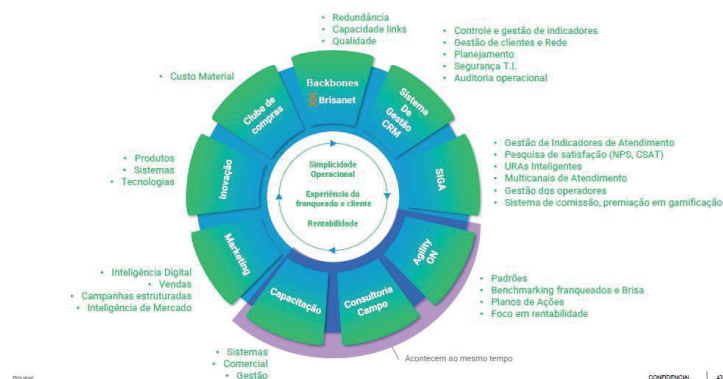 • Redundância
• Capacidade links
• Qualidade
• Controle e gestão de indicadores
• Gestão de clientes e Rede
• Planejamento
• Segurança T.I.
• Auditoria operacional
• Custo Material
Backbones
Brisanet
Sistema
De
Gestão
CRM
Clube de
compras
• Gestão de Indicadores de Atendimento
• Pesquisa de satisfação (NPS, CSAT)
• URAs Inteligentes
• Multicanais de Atendimento
• Gestão dos operadores
• Sistema de comissão, premiação em gamificação
• Produtos
• Sistemas
• Tecnologias
Inovação
Simplicidade
Operacional
Experiência do
franqueado e cliente
Rentabilidade
SIGA
Marketing
Agility
ON
• Inteligência Digital
• Vendas
• Campanhas estruturadas
• Inteligência de Mercado
Capacitação
Consultoria
Campo
• Padrões
• Benchmarking franqueados e Brisa
• Planos de Ações
• Foco em rentabilidade
• Sistemas
• Comercial
• Gestão
Acontecem ao mesmo tempo
CONFIDENCIAL | 43